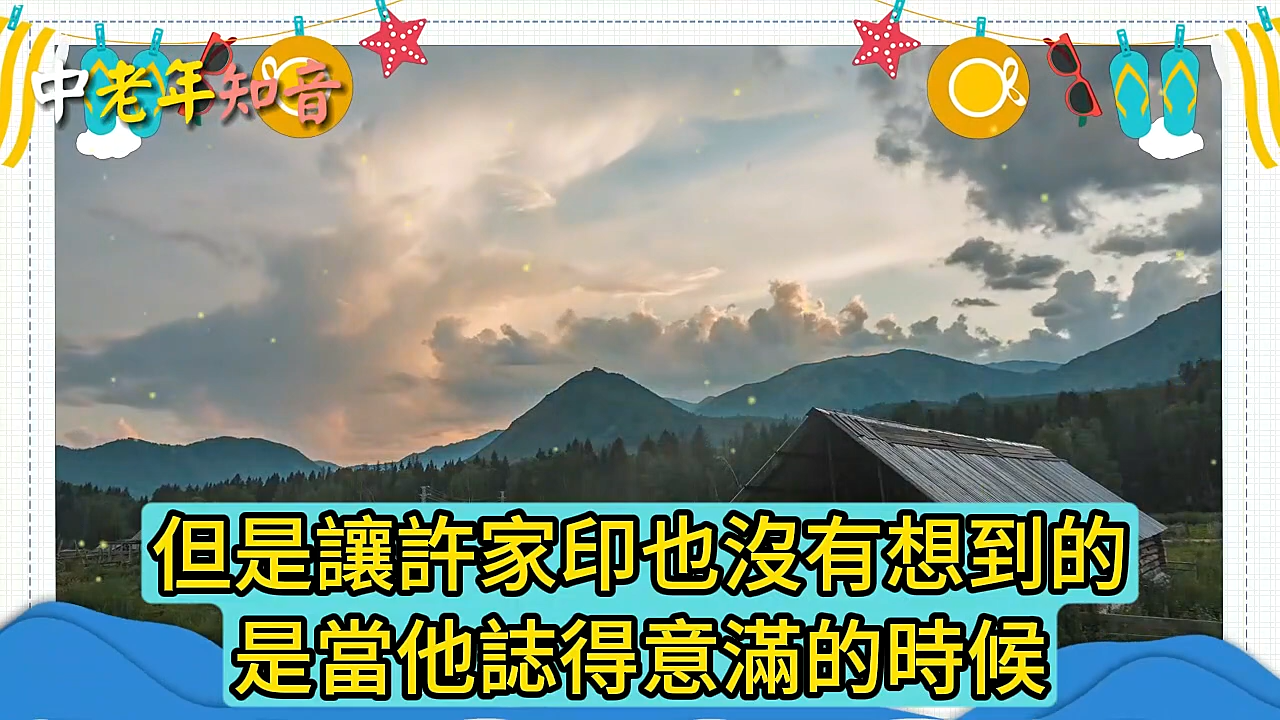 中老年知音
但是讓許家印也沒有想到的
是當他誌得意滿的時候